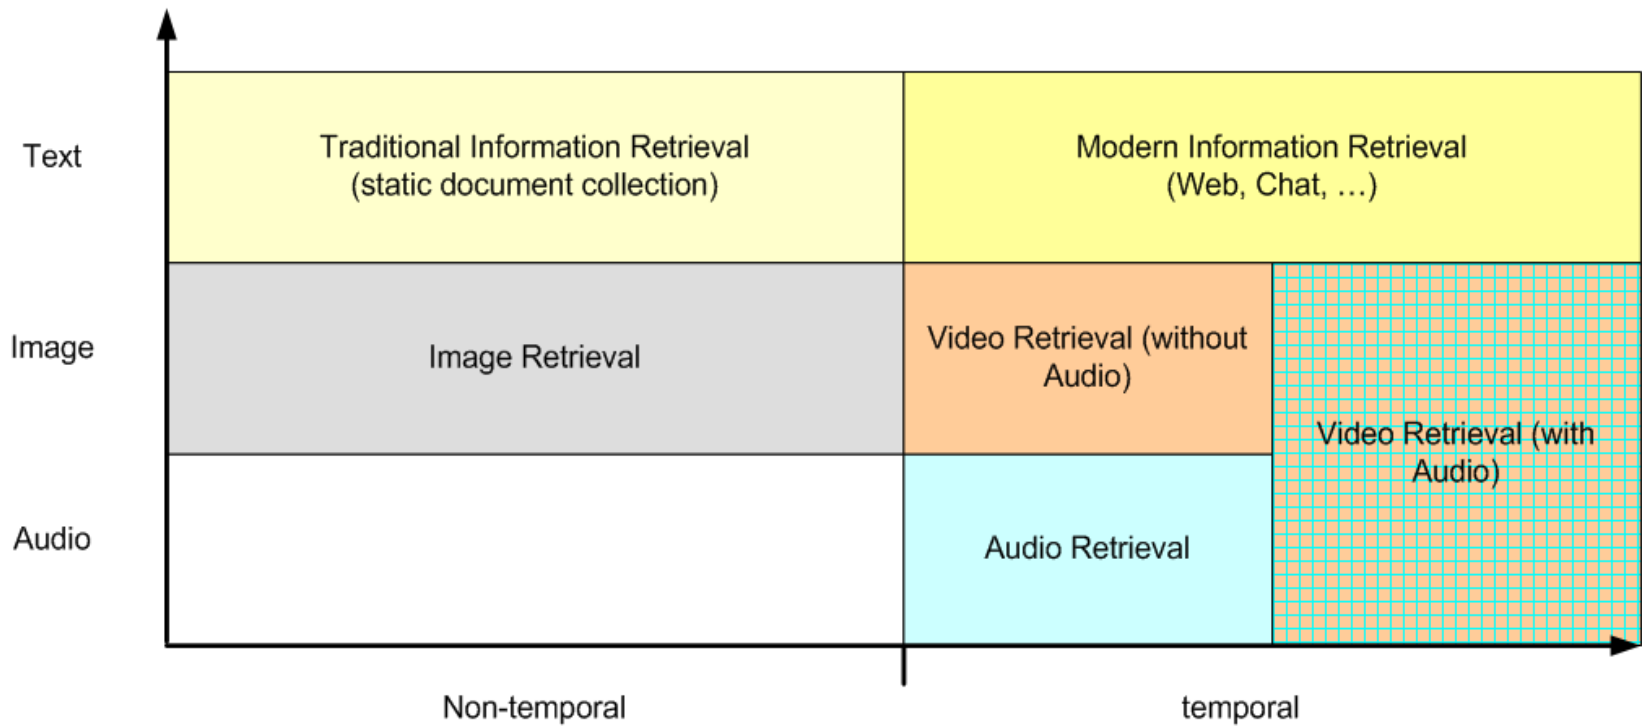 Text
Traditional Information Retrieval
(static document collection)
Modern Information Retrieval
(Web, Chat, …)
Image
Image Retrieval
Video Retrieval (without
Audio)
Video Retrieval (with
Audio)
Audio
Audio Retrieval
Non-temporal
temporal